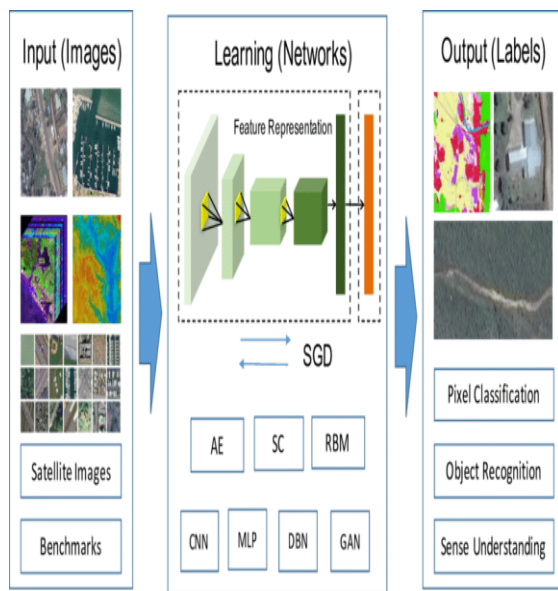 Input (Images)
Satellite Images
Benchmarks
Learning (Networks)
Feature Representation
SGD
AE
SC
RBM
CNN
MLP
DBN
GAN
Output (Labels)
Pixel Classification
Object Recognition
Sense Understanding